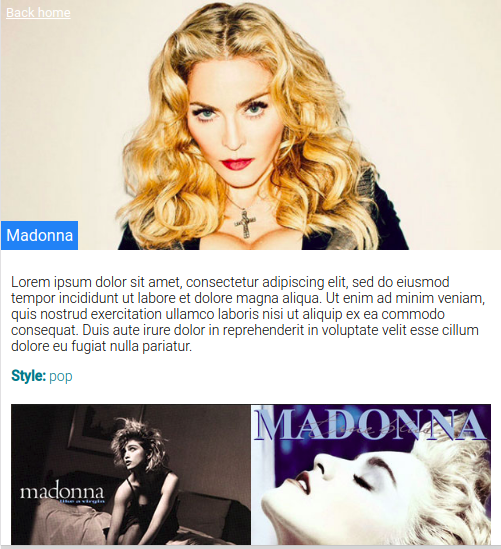 Back home
Madonna
Lorem ipsum dolor sit amet, consectetur adipiscing elit, sed do eiusmod
tempor incididunt ut labore et dolore magna aliqua. Ut enim ad minim veniam,
quis nostrud exercitation ullamco laboris nisi ut aliquip ex ea commodo
consequat. Duis aute irure dolor in reprehenderit in voluptate velit esse cillum
dolore eu fugiat nulla pariatur.
Style: pop
madonna
like a virgin
MADONNA
True Blue